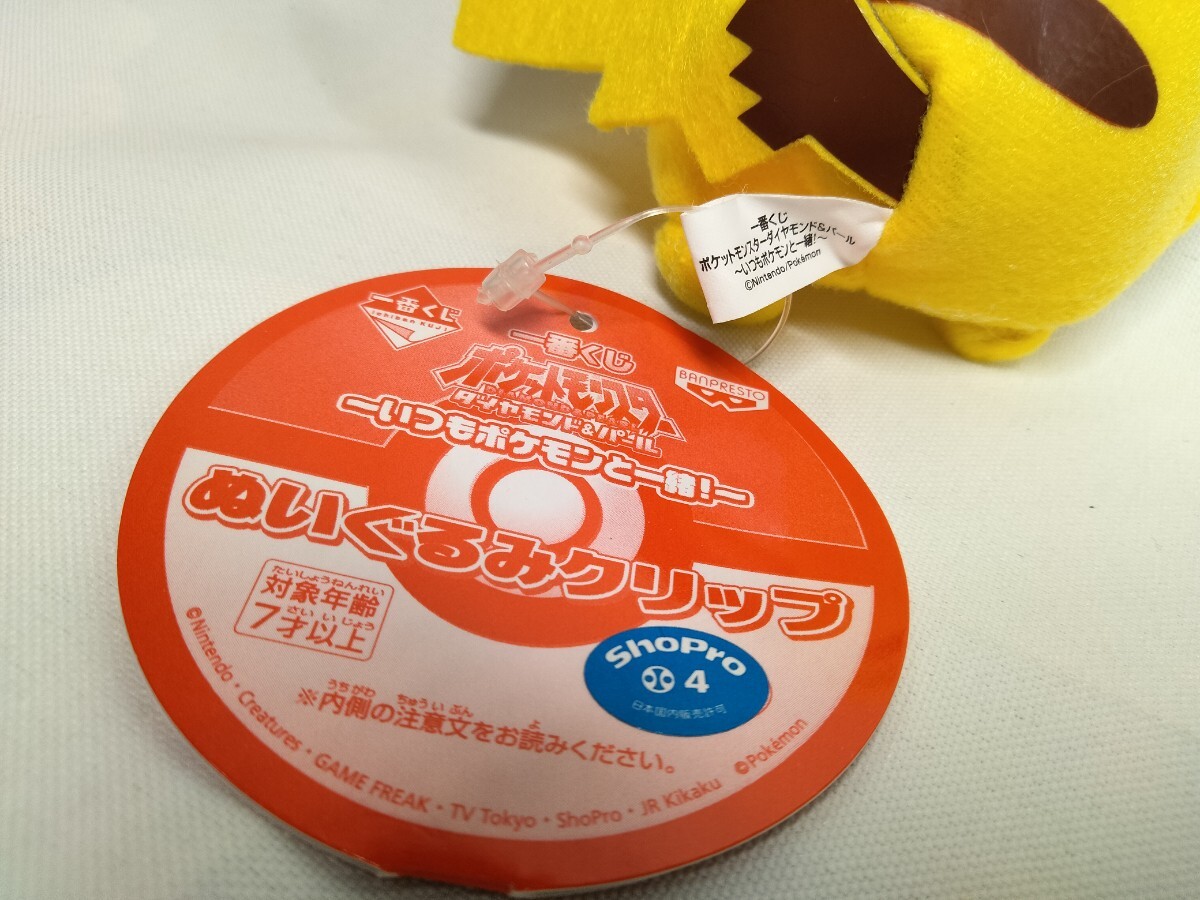 一番くじ
ポケットモンスターダイヤモンド&パール
~いつもポケモンと一緒!~
©Nintendo/Pokémon
一番くじ
ICHIBAN KUJI
一番くじ
ポケットモンスター
DIAMOND & PEARL
ダイヤモンド&パール
BANPRESTO
ーいつもポケモンと一緒!ー
ぬいぐるみクリップ
たいしょうねんれい
対象年齢
さいいじょう
7才以上
ShoPro
4
日本国内販売許可
うちがわ ちゅういぶん よ
※内側の注意文をお読みください。
©Nintendo・Creatures・GAME FREAK・TV Tokyo・ShoPro・JR Kikaku ©Pokémon